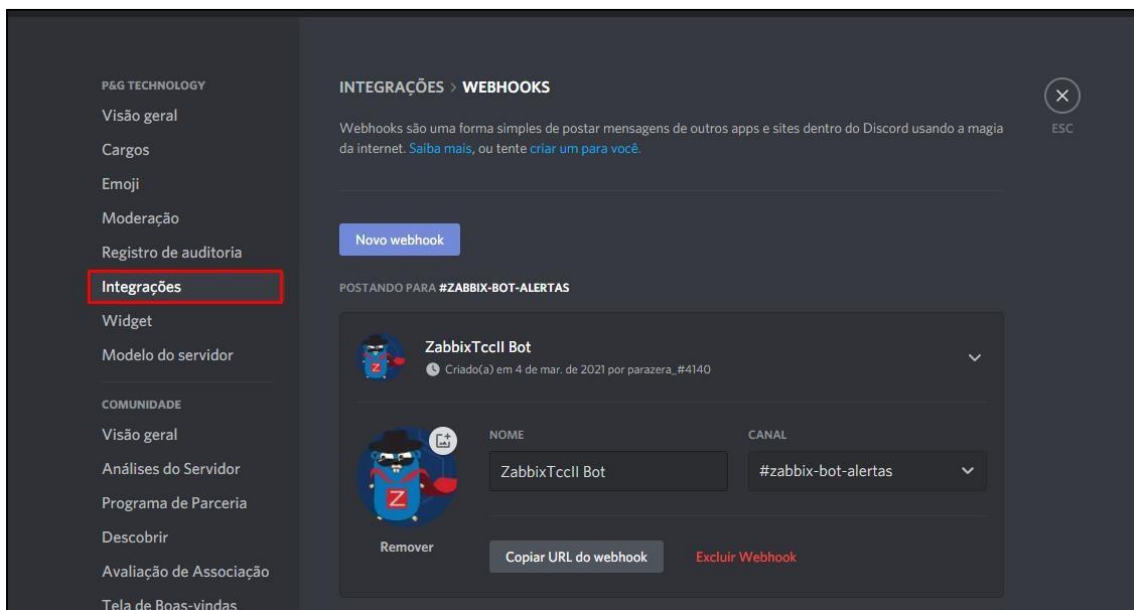 P&G TECHNOLOGY
Visão geral
Cargos
Emoji
Moderação
Registro de auditoria
Integrações
Widget
Modelo do servidor
COMUNIDADE
Visão geral
Análises do Servidor
Programa de Parceria
Descobrir
Avaliação de Associação
Tela de Boas-vindas
INTEGRAÇÕES > WEBHOOKS
ESC
Webhooks são uma forma simples de postar mensagens de outros apps e sites dentro do Discord usando a magia
da internet. Saiba mais, ou tente criar um para você.
Novo webhook
POSTANDO PARA #ZABBIX-BOT-ALERTAS
Z
ZabbixTccII Bot
Criado(a) em 4 de mar. de 2021 por parazera_#4140
Z
Remover
NOME
CANAL
ZabbixTccII Bot
#zabbix-bot-alertas
Copiar URL do webhook
Excluir Webhook